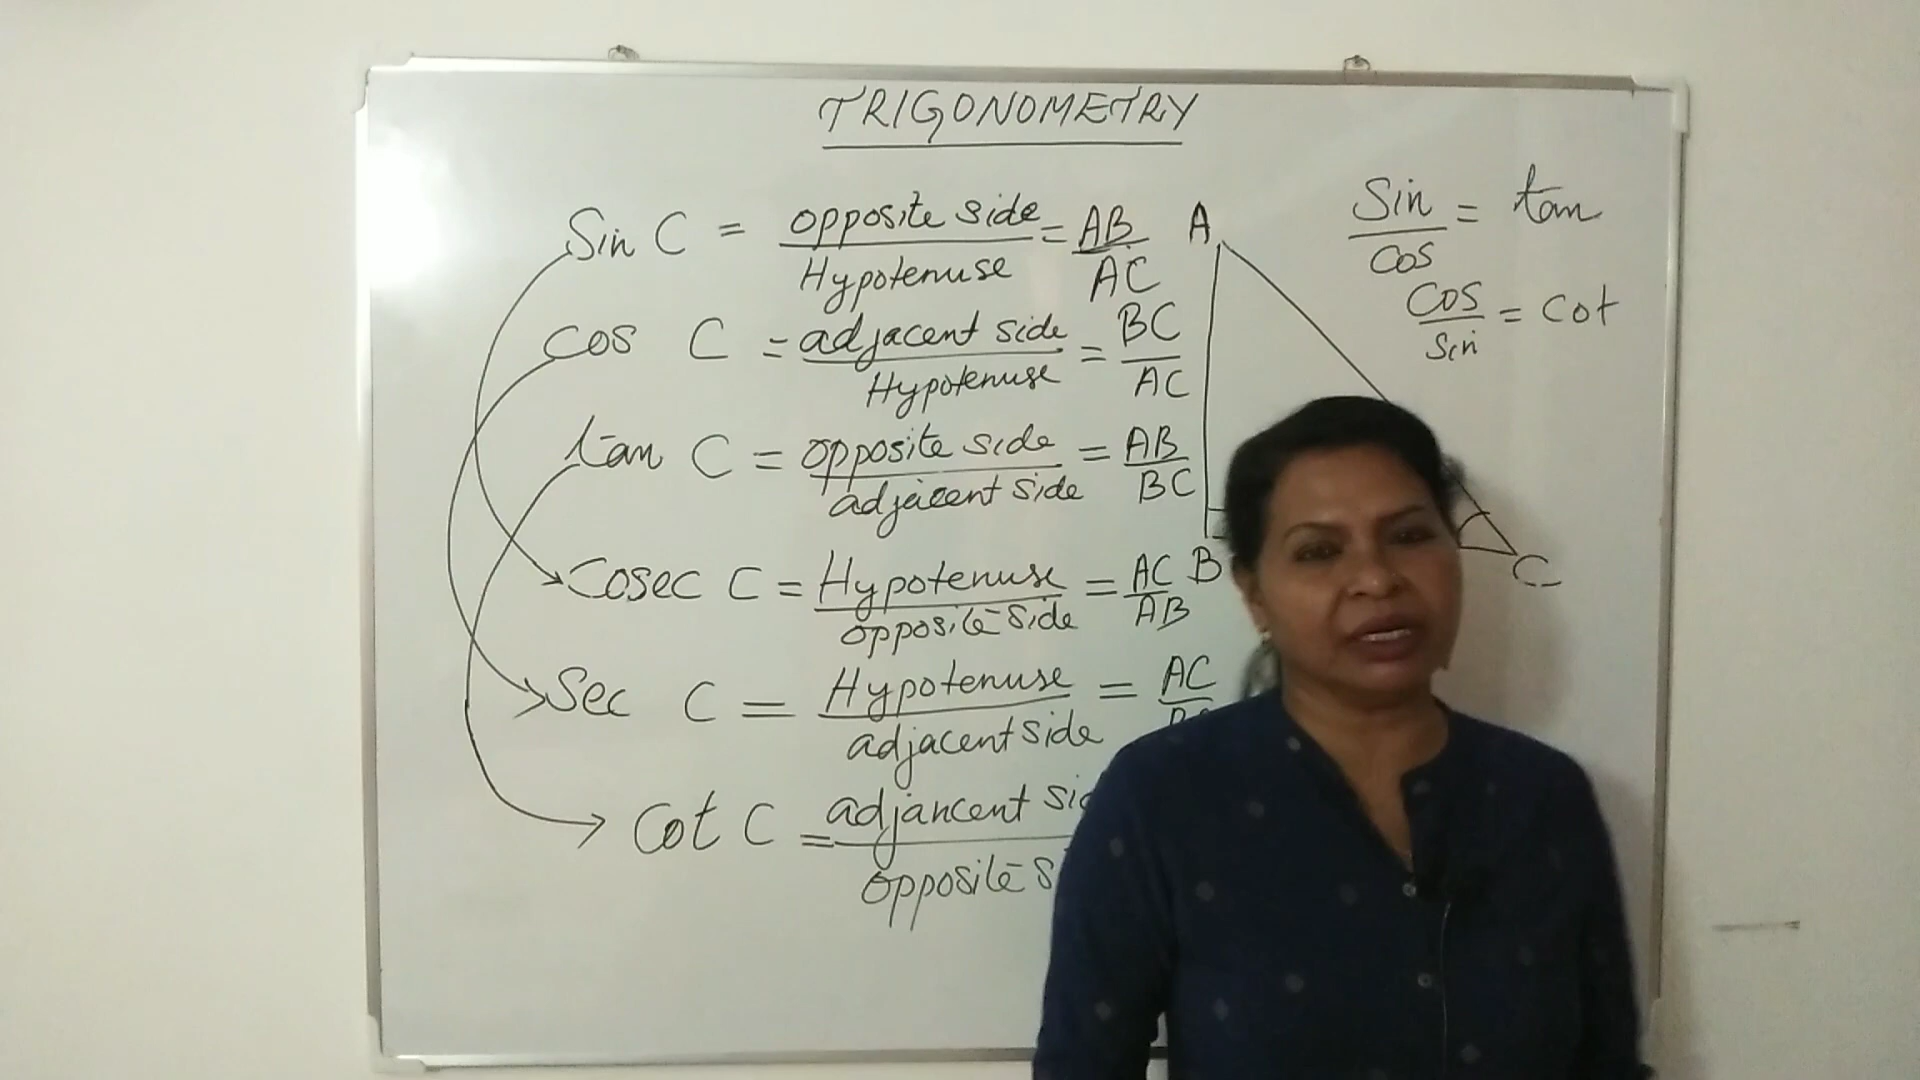 TRIGONOMETRY
Sin C = opposite side / Hypotenuse = AB / AC
cos C = adjacent side / Hypotenuse = BC / AC
tan C = opposite side / adjacent side = AB / BC
Cosec C = Hypotenuse / opposite side = AC / AB
Sec C = Hypotenuse / adjacent side = AC
Cot C = adjancent / opposite
A
B
C
Sin / cos = tan
cos / sin = cot